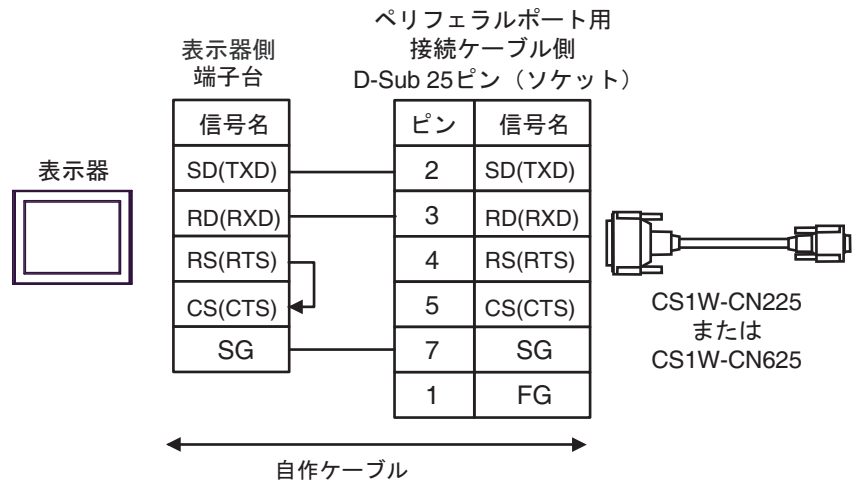 ペリフェラルポート用
接続ケーブル側
D-Sub 25ピン（ソケット）
表示器側
端子台
表示器
信号名
SD(TXD)
RD(RXD)
RS(RTS)
CS(CTS)
SG
ピン 信号名
2 SD(TXD)
3 RD(RXD)
4 RS(RTS)
5 CS(CTS)
7 SG
1 FG
CS1W-CN225
または
CS1W-CN625
自作ケーブル